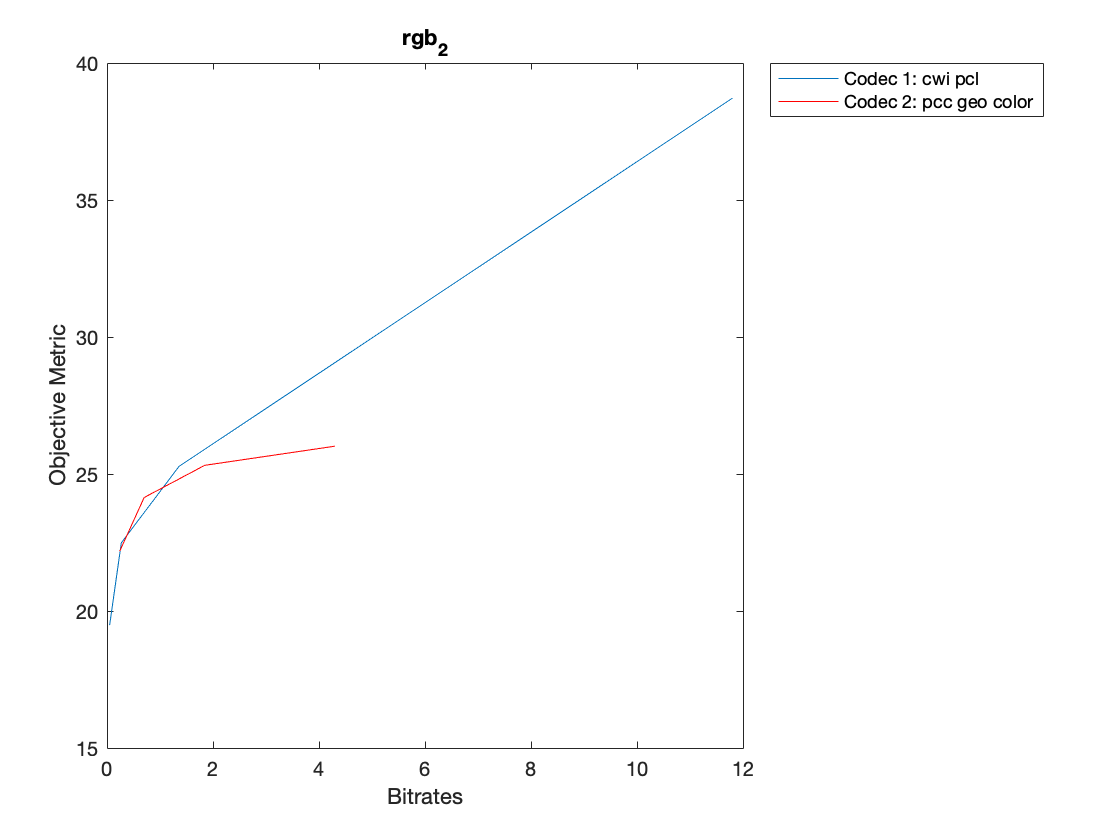 rgb2
Codec 1: cwi pcl
Codec 2: pcc geo color
40
35
30
25
20
15
Objective Metric
0 2 4 6 8 10 12
Bitrates